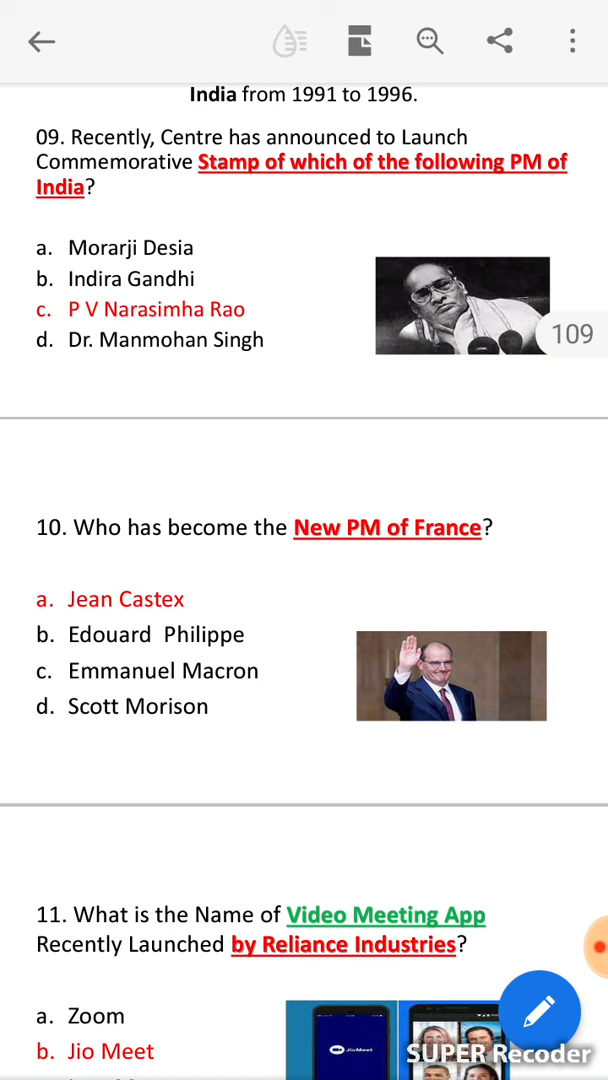 India from 1991 to 1996.
09. Recently, Centre has announced to Launch
Commemorative Stamp of which of the following PM of
India?
a. Morarji Desia
b. Indira Gandhi
c. P V Narasimha Rao
d. Dr. Manmohan Singh
109
10. Who has become the New PM of France?
a. Jean Castex
b. Edouard Philippe
c. Emmanuel Macron
d. Scott Morison
11. What is the Name of Video Meeting App
Recently Launched by Reliance Industries?
a. Zoom
b. Jio Meet
JioMeet
SUPER Recoder